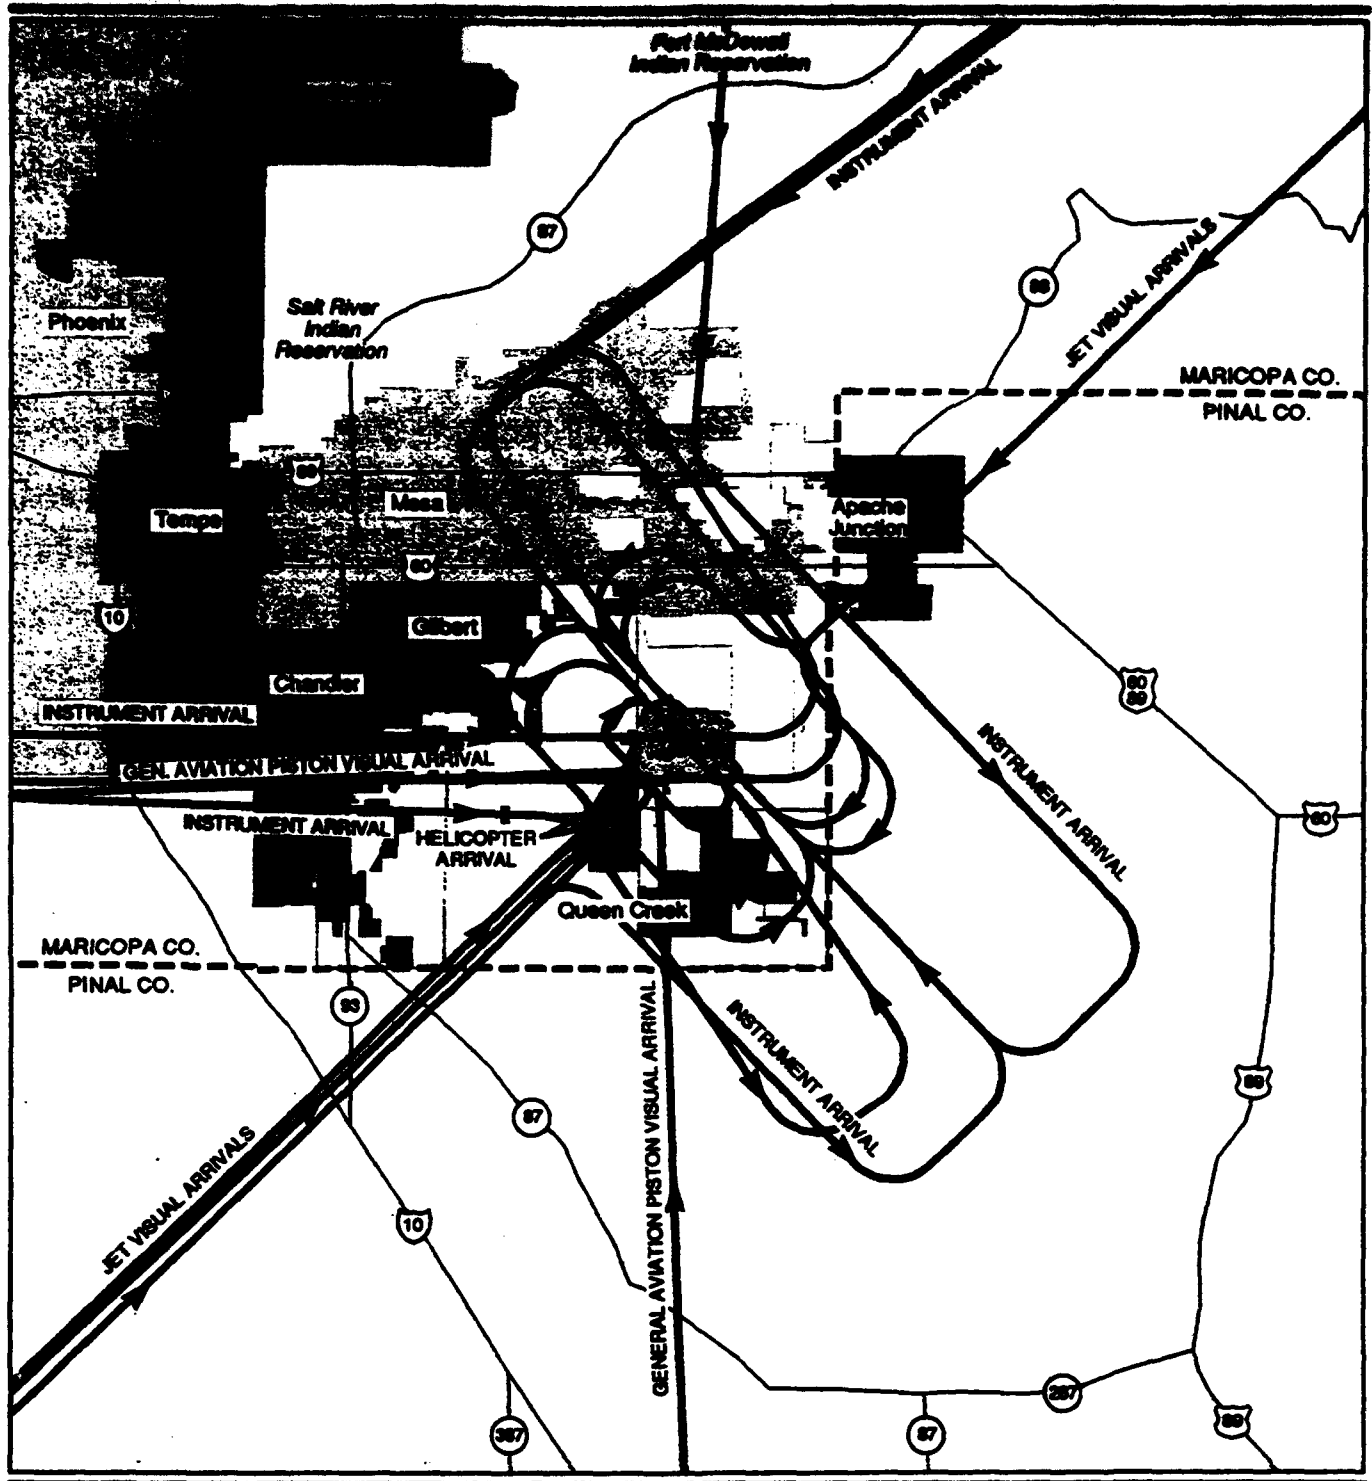 Fort McDowell
Indian Reservation
INSTRUMENT ARRIVAL
87
JET VISUAL ARRIVALS
88
Salt River
Indian
Reservation
Phoenix
MARICOPA CO.
PINAL CO.
Mesa
Tempe
Apache
Junction
60
10
Gilbert
Chandler
60
89
INSTRUMENT ARRIVAL
INSTRUMENT ARRIVAL
GEN. AVIATION PISTON VISUAL ARRIVAL
INSTRUMENT ARRIVAL
HELICOPTER
ARRIVAL
60
Queen Creek
MARICOPA CO.
PINAL CO.
93
INSTRUMENT ARRIVAL
GENERAL AVIATION PISTON VISUAL ARRIVAL
87
89
JET VISUAL ARRIVALS
10
287
89
387
87